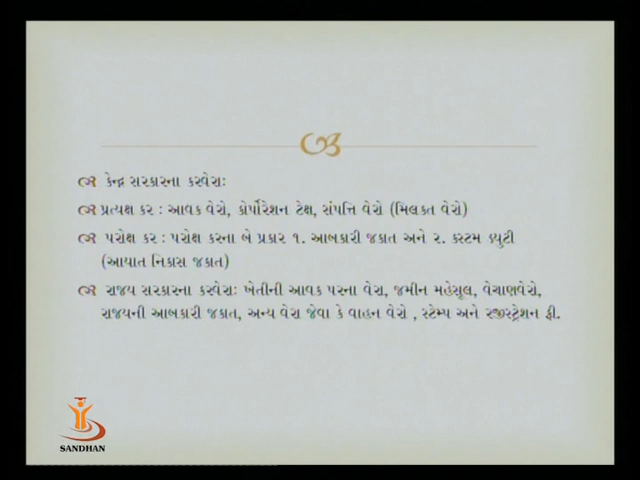 કેન્દ્ર સરકારના કરવેરાઃ
પ્રત્યક્ષ કર : આવક વેરો, કોર્પોરેશન ટેક્ષ, સંપત્તિ વેરો (મિલકત વેરો)
પરોક્ષ કર : પરોક્ષ કરના બે પ્રકાર ૧. આબકારી જકાત અને ૨. કસ્ટમ ડ્યુટી
(આયાત નિકાસ જકાત)
રાજય સરકારના કરવેરાઃ ખેતીની આવક પરના વેરા, જમીન મહેસૂલ, વેચાણવેરો,
રાજયની આબકારી જકાત, અન્ય વેરા જેવા કે વાહન વેરો , સ્ટેમ્પ અને રજીસ્ટ્રેશન ફી.
SANDHAN